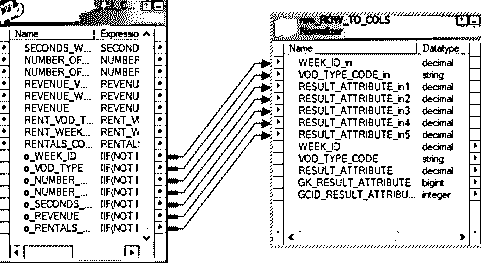 Name Expressio
SECONDS_W... SECOND
NUMBER_OF... NUMBER
NUMBER_OF... NUMBER
REVENUE_V... REVENU
REVENUE_W... REVENU
REVENUE REVENU
RENT_VOD_T... RENT_V
RENT_WEEK... RENT_W
RENTALS_CO... RENTAL:
o_WEEK_ID IIF(NOT I
o_VOD_TYPE IIF(NOT I
o_NUMBER_... IIF(NOT I
o_NUMBER_... IIF(NOT I
o_SECONDS_... IIF(NOT I
o_REVENUE IIF(NOT I
o_RENTALS_... IIF(NOT I
nrm_ROW_TO_COLS
Normalizer
Name Datatype
WEEK_ID_in decimal
VOD_TYPE_CODE_in string
RESULT_ATTRIBUTE_in1 decimal
RESULT_ATTRIBUTE_in2 decimal
RESULT_ATTRIBUTE_in3 decimal
RESULT_ATTRIBUTE_in4 decimal
RESULT_ATTRIBUTE_in5 decimal
WEEK_ID decimal
VOD_TYPE_CODE string
RESULT_ATTRIBUTE decimal
GK_RESULT_ATTRIBUTE bigint
GCID_RESULT_ATTRIBU... integer